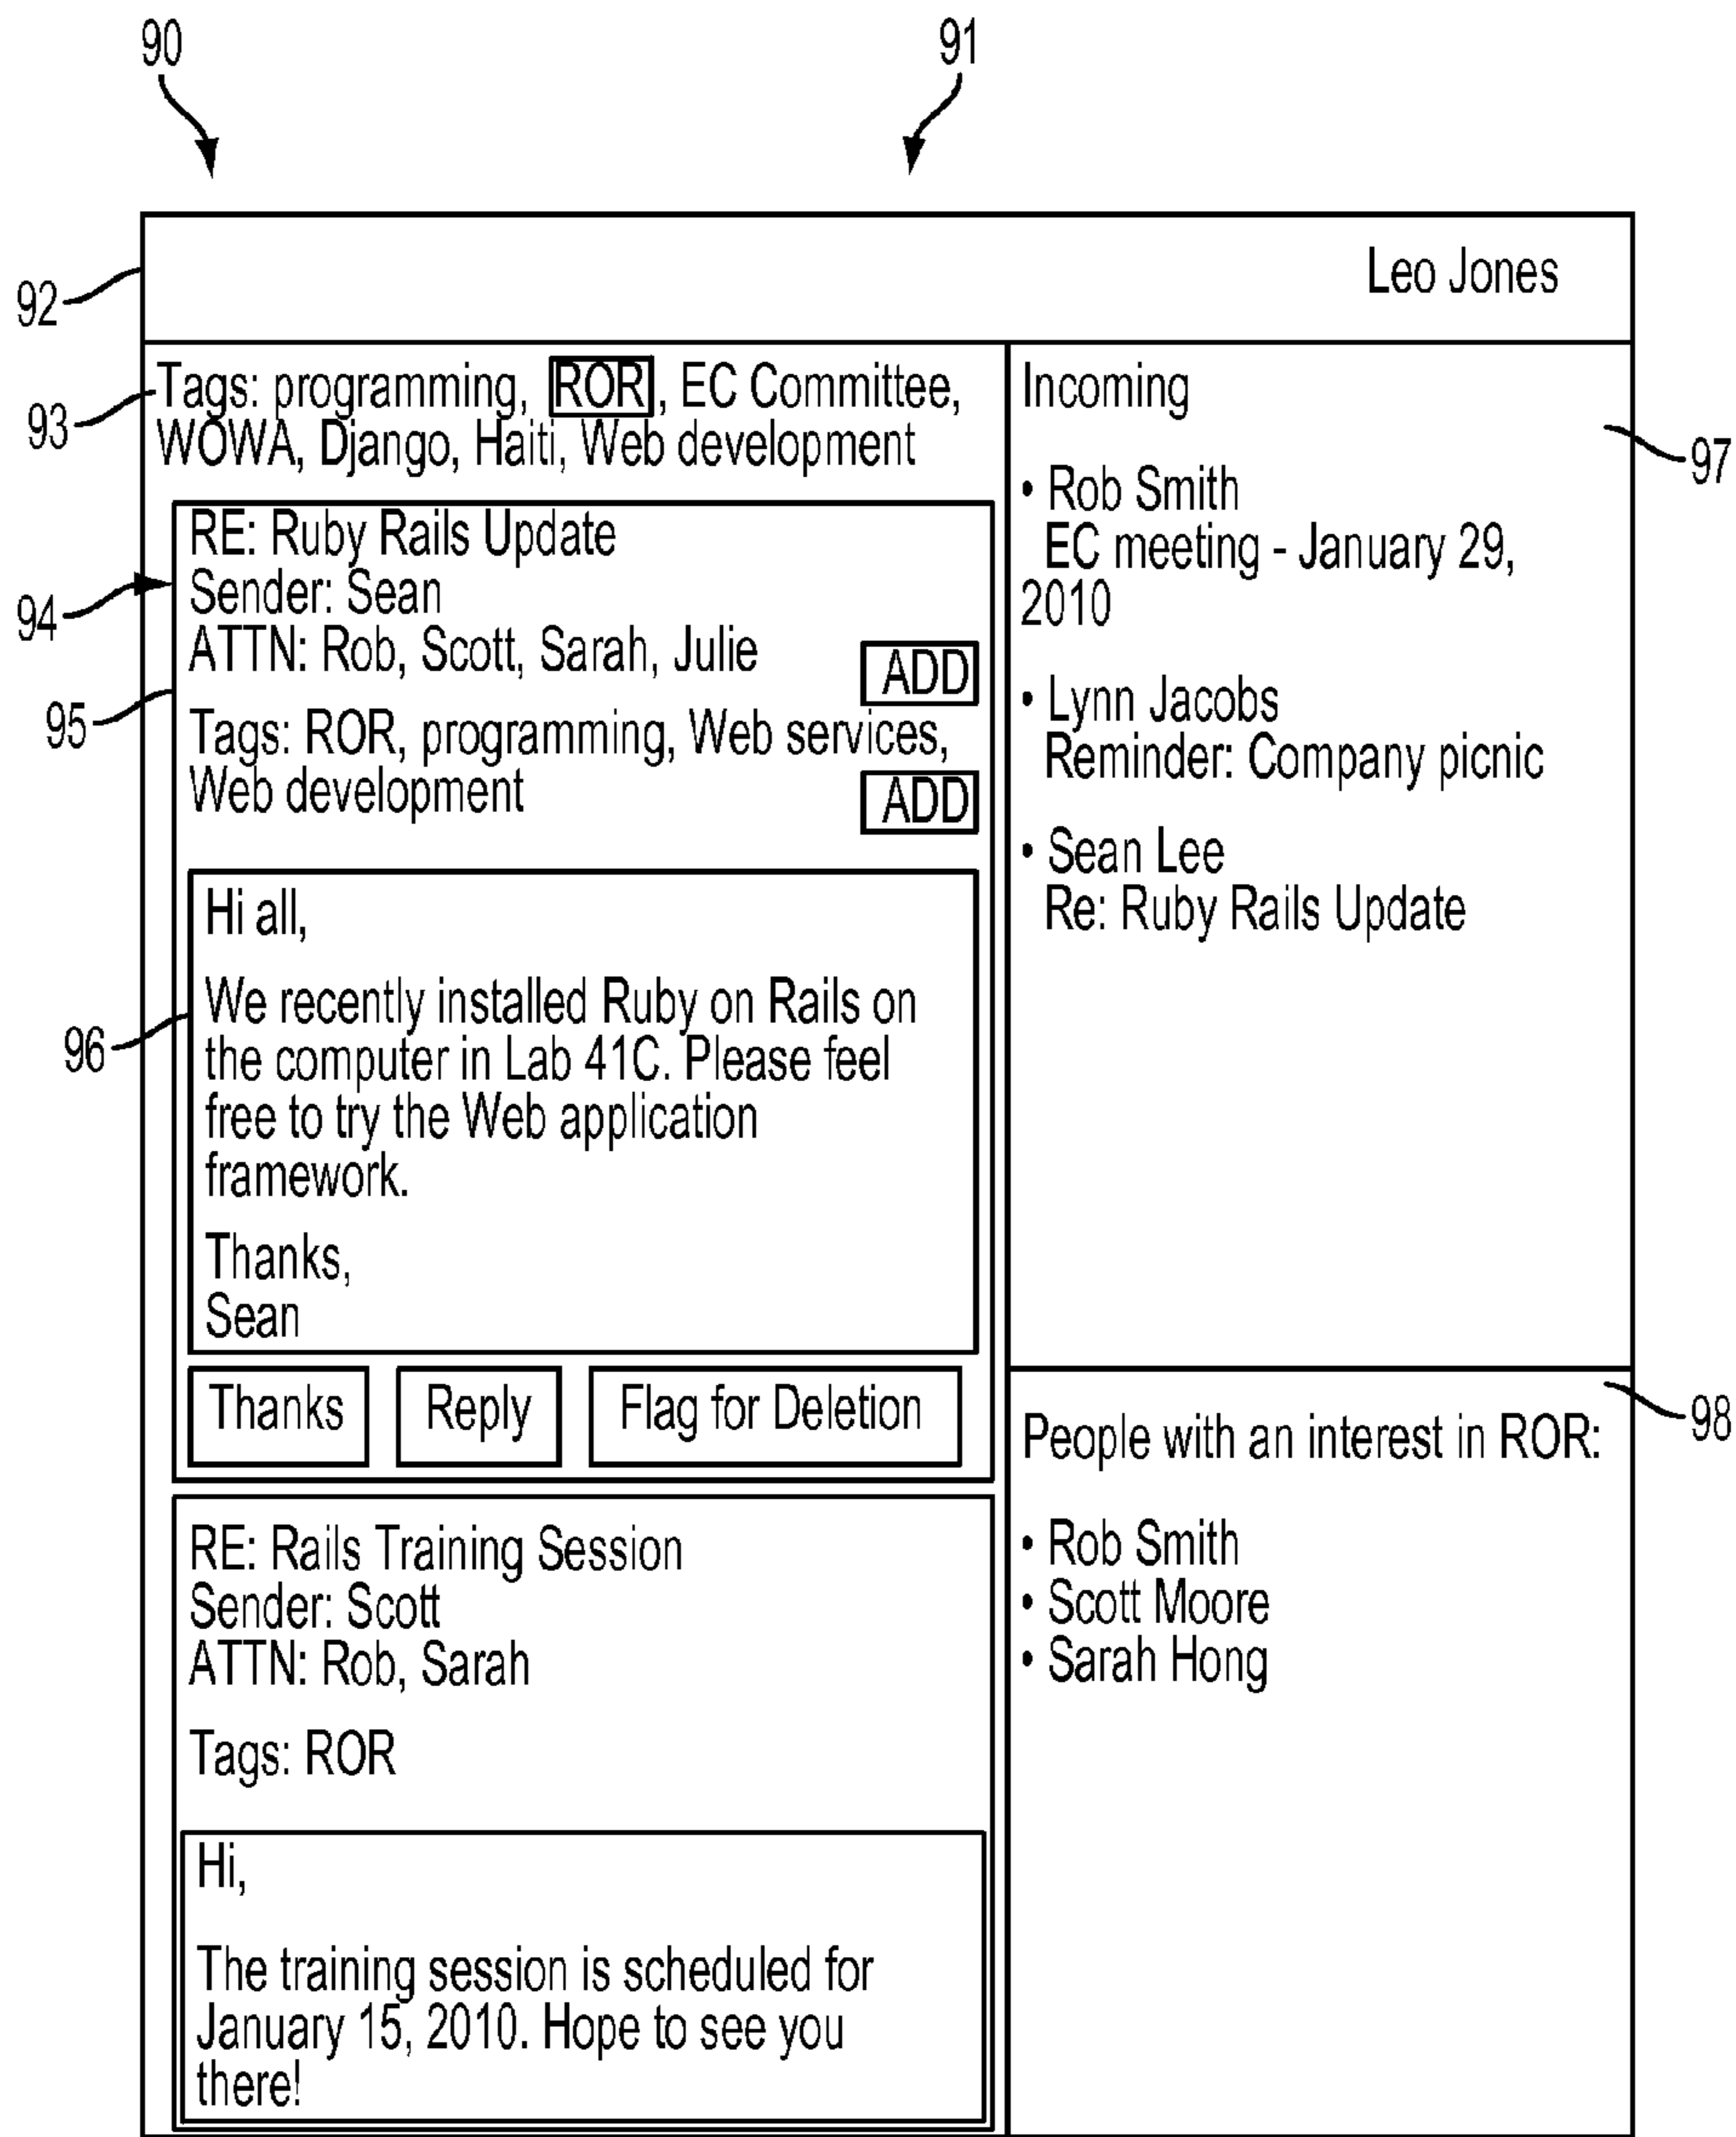 90
91
92
Leo Jones
93
Tags: programming, ROR, EC Committee,
WOWA, Django, Haiti, Web development
94
RE: Ruby Rails Update
Sender: Sean
ATTN: Rob, Scott, Sarah, Julie
ADD
95
Tags: ROR, programming, Web services,
Web development
ADD
96
Hi all,
We recently installed Ruby on Rails on
the computer in Lab 41C. Please feel
free to try the Web application
framework.
Thanks,
Sean
Thanks
Reply
Flag for Deletion
RE: Rails Training Session
Sender: Scott
ATTN: Rob, Sarah
Tags: ROR
Hi,
The training session is scheduled for
January 15, 2010. Hope to see you
there!
Incoming
97
• Rob Smith
EC meeting - January 29,
2010
• Lynn Jacobs
Reminder: Company picnic
• Sean Lee
Re: Ruby Rails Update
98
People with an interest in ROR:
• Rob Smith
• Scott Moore
• Sarah Hong